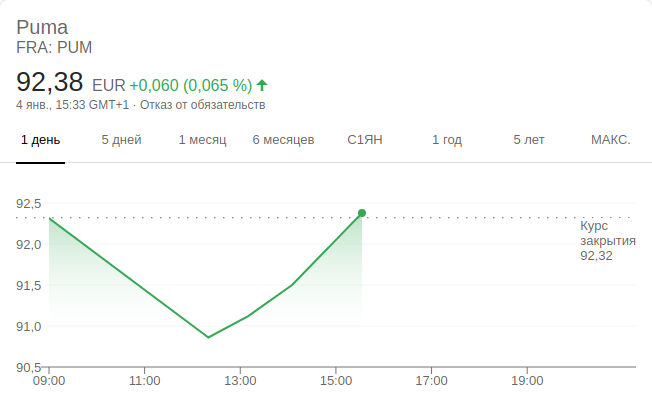 Puma
FRA: PUM
92,38 EUR +0,060 (0,065 %)
4 янв., 15:33 GMT+1 · Отказ от обязательств
1 день 5 дней 1 месяц 6 месяцев С1ЯН 1 год 5 лет МАКС.
92,5
Курс
закрытия
92,32
92,0
91,5
91,0
90,5
09:00 11:00 13:00 15:00 17:00 19:00